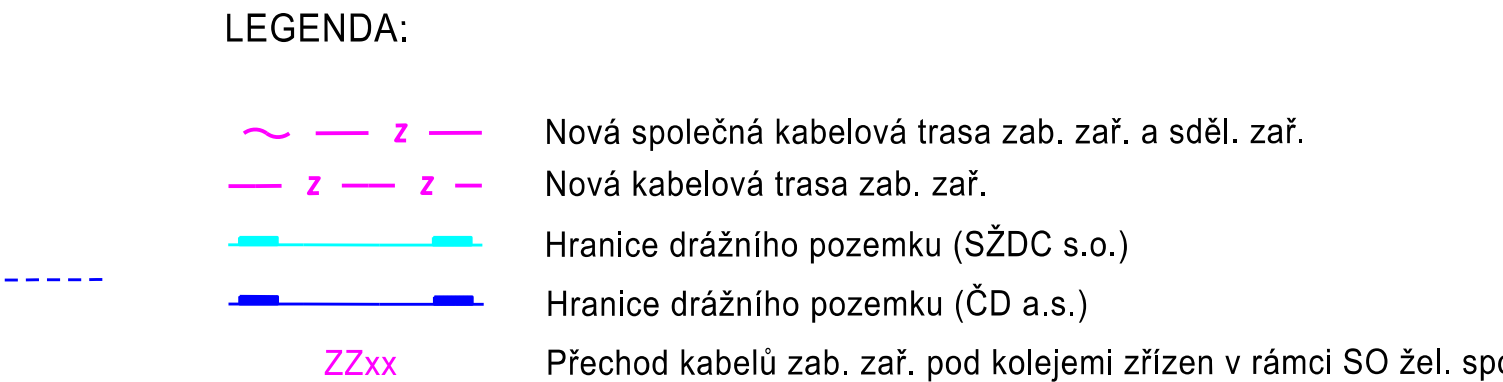 LEGENDA:
z Nová společná kabelová trasa zab. zař. a sděl. zař.
z z Nová kabelová trasa zab. zař.
Hranice drážního pozemku (SŽDC s.o.)
Hranice drážního pozemku (ČD a.s.)
ZZxx Přechod kabelů zab. zař. pod kolejemi zřízen v rámci SO žel.